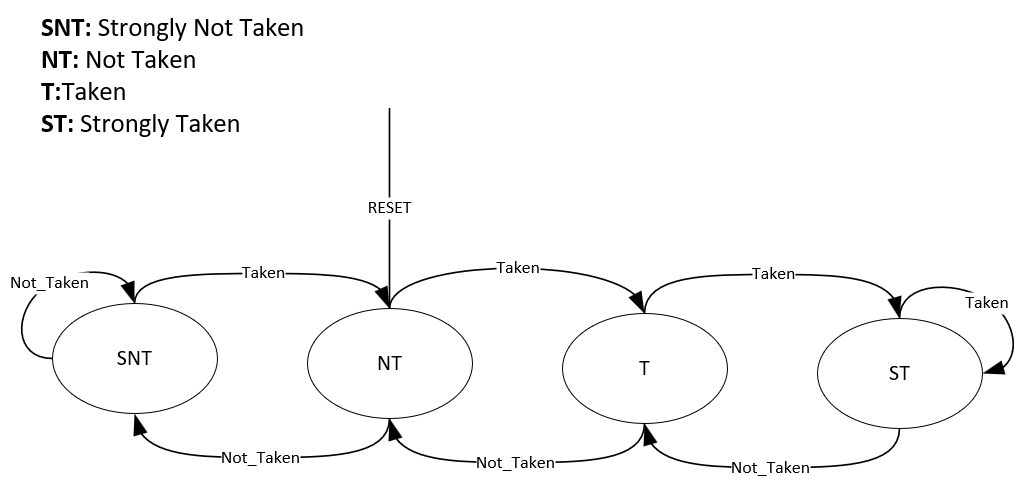 SNT: Strongly Not Taken
NT: Not Taken
T:Taken
ST: Strongly Taken
RESET
Not_Taken
Taken
Taken
Taken
Taken
SNT
NT
T
ST
Not_Taken
Not_Taken
Not_Taken